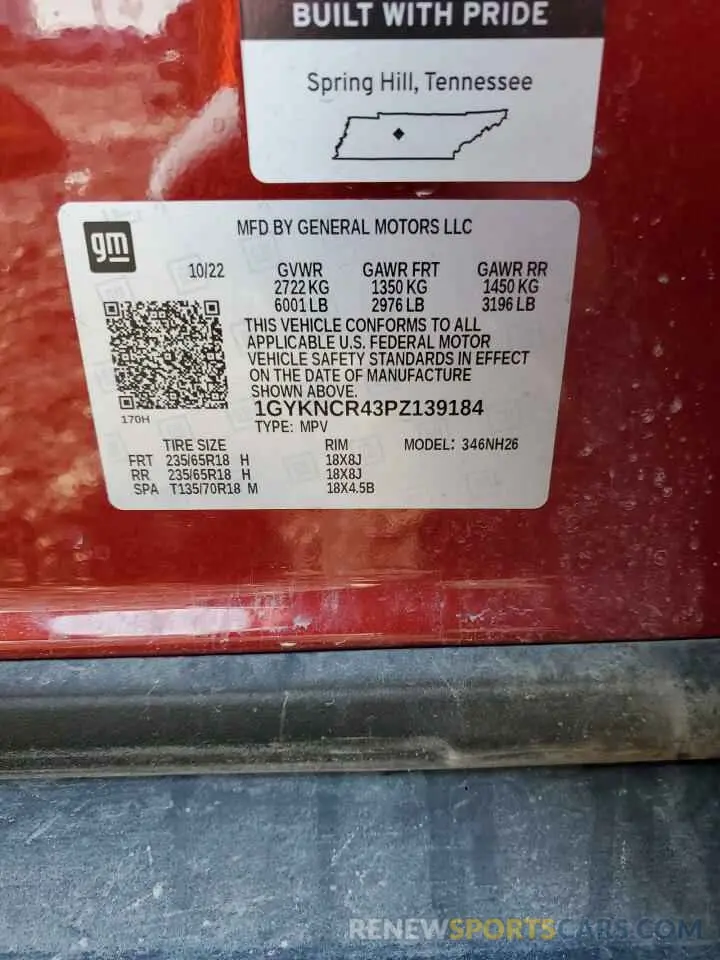 BUILT WITH PRIDE
Spring Hill, Tennessee
gm
MFD BY GENERAL MOTORS LLC
10/22 GVWR GAWR FRT GAWR RR
2722 KG 1350 KG 1450 KG
6001 LB 2976 LB 3196 LB
THIS VEHICLE CONFORMS TO ALL
APPLICABLE U.S. FEDERAL MOTOR
VEHICLE SAFETY STANDARDS IN EFFECT
ON THE DATE OF MANUFACTURE
SHOWN ABOVE.
1GYKNCR43PZ139184
170H
TYPE: MPV
TIRE SIZE RIM MODEL: 346NH26
FRT 235/65R18 H 18X8J
RR 235/65R18 H 18X8J
SPA T135/70R18 M 18X4.5B
RENEWSPORTSCARS.COM